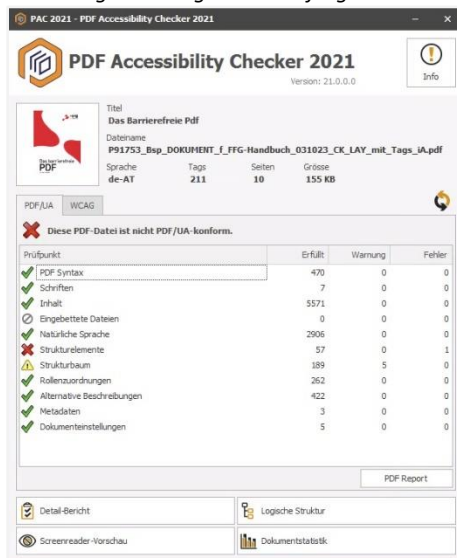 PAC 2021 - PDF Accessibility Checker 2021
PDF Accessibility Checker 2021
Version: 21.0.0.0
Info
Titel
Das Barrierefreie Pdf
Dateiname
P91753_Bsp_DOKUMENT_f_FFG-Handbuch_031023_CK_LAY_mit_Tags_iA.pdf
Sprache Tags Seiten Grösse
de-AT 211 10 155 KB
PDF
PDF/UA WCAG
Diese PDF-Datei ist nicht PDF/UA-konform.
Prüfpunkt Erfüllt Warnung Fehler
PDF Syntax 470 0 0
Schriften 7 0 0
Inhalt 5571 0 0
Eingebettete Dateien 0 0 0
Natürliche Sprache 2906 0 0
Strukturelemente 57 0 1
Strukturbaum 189 5 0
Rollenzuordnungen 262 0 0
Alternative Beschreibungen 422 0 0
Metadaten 3 0 0
Dokumenteinstellungen 5 0 0
PDF Report
Detail-Bericht Logische Struktur
Screenreader-Vorschau Dokumentstatistik